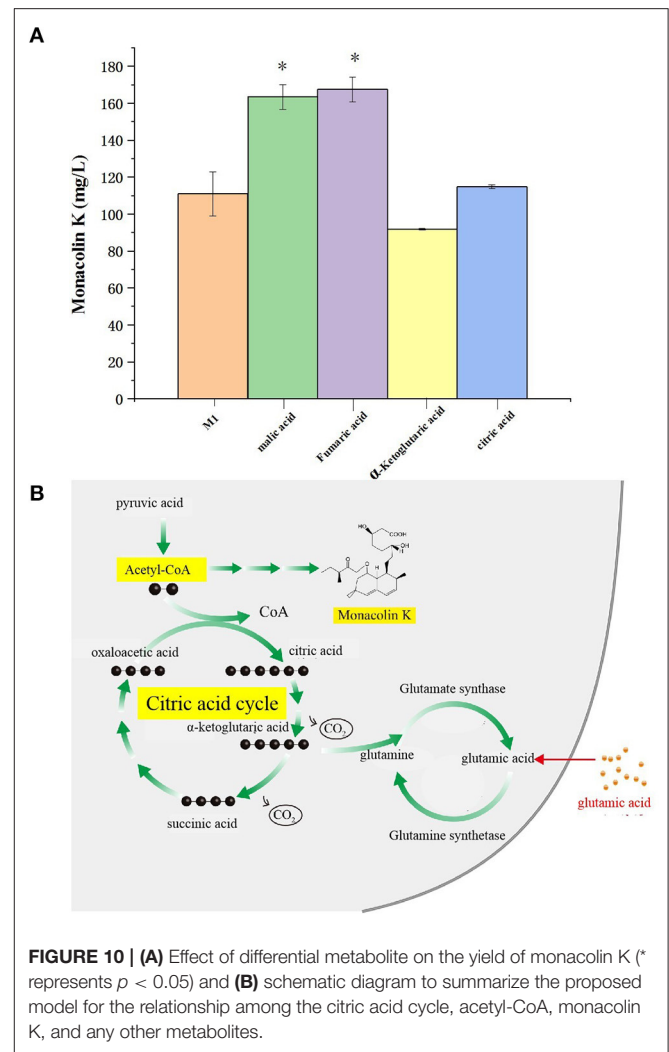 A
Monacolin K (mg/L)
180
160
140
120
100
80
60
40
20
0
*
*
M1
malic acid
Fumaric acid
α-Ketoglutaric acid
citric acid
B
pyruvic acid
Acetyl-CoA
HO
COOH
OH
H
O
O
H
Monacolin K
CoA
oxaloacetic acid
citric acid
Citric acid cycle
α-ketoglutaric acid
CO2
succinic acid
CO2
Glutamate synthase
glutamine
glutamic acid
Glutamine synthetase
glutamic acid
FIGURE 10 | (A) Effect of differential metabolite on the yield of monacolin K (*
represents p < 0.05) and (B) schematic diagram to summarize the proposed
model for the relationship among the citric acid cycle, acetyl-CoA, monacolin
K, and any other metabolites.